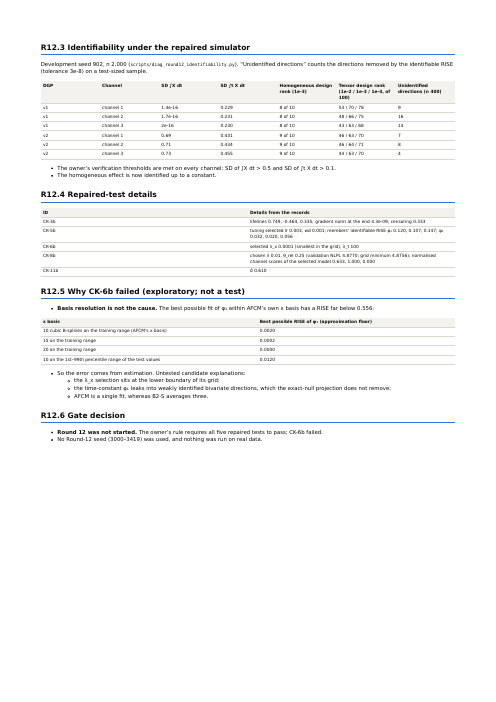 R12.3 Identifiability under the repaired simulator
Development seed 902, n 2,000 (scripts/diag_round12_identifiability.py). "Unidentified directions" counts the directions removed by the identifiable RISE
(tolerance 3e-8) on a test-sized sample.
DGP Channel SD ∫X dt SD ∫t X dt Homogeneous design rank (1e-3) Tensor design rank (1e-2 / 1e-3 / 1e-4, of 100) Unidentified directions (n 400)
v1 channel 1 1.4e-16 0.229 8 of 10 53 / 70 / 78 9
v1 channel 2 1.7e-16 0.231 8 of 10 48 / 66 / 75 16
v1 channel 3 2e-16 0.230 8 of 10 43 / 63 / 68 14
v2 channel 1 0.69 0.431 9 of 10 54 / 63 / 70 7
v2 channel 2 0.71 0.434 9 of 10 46 / 64 / 71 8
v2 channel 3 0.73 0.455 9 of 10 44 / 63 / 70 4
• The owner's verification thresholds are met on every channel: SD of ∫X dt > 0.5 and SD of ∫t X dt > 0.1.
• The homogeneous effect is now identified up to a constant.
R12.4 Repaired-test details
ID Details from the records
CK-3b lifelines 0.749, -0.464, 0.335; gradient norm at the end 4.3e-09; censoring 0.333
CK-5b tuning selected lr 0.003, wd 0.001; members' identifiable RISE φ₁ 0.120, 0.107, 0.147; φ₂
0.032, 0.020, 0.056
CK-6b selected λ_x 0.0001 (smallest in the grid), λ_t 100
CK-8b chosen λ 0.01, θ_rel 0.25 (validation NLPL 4.8770; grid minimum 4.8756); normalised
channel scores of the selected model 0.633, 1.000, 0.000
CK-11b ĉ 0.610
R12.5 Why CK-6b failed (exploratory; not a test)
• Basis resolution is not the cause. The best possible fit of φ₁ within AFCM's own x basis has a RISE far below 0.556:
x basis Best possible RISE of φ₁ (approximation floor)
10 cubic B-splines on the training range (AFCM's x basis) 0.0020
15 on the training range 0.0002
20 on the training range 0.0000
10 on the 1st–99th percentile range of the test values 0.0120
• So the error comes from estimation. Untested candidate explanations:
the λ_x selection sits at the lower boundary of its grid;
the time-constant φ₁ leaks into weakly identified bivariate directions, which the exact-null projection does not remove;
AFCM is a single fit, whereas B2-S averages three.
R12.6 Gate decision
• Round 12 was not started. The owner's rule requires all five repaired tests to pass; CK-6b failed.
• No Round-12 seed (3000–3419) was used, and nothing was run on real data.